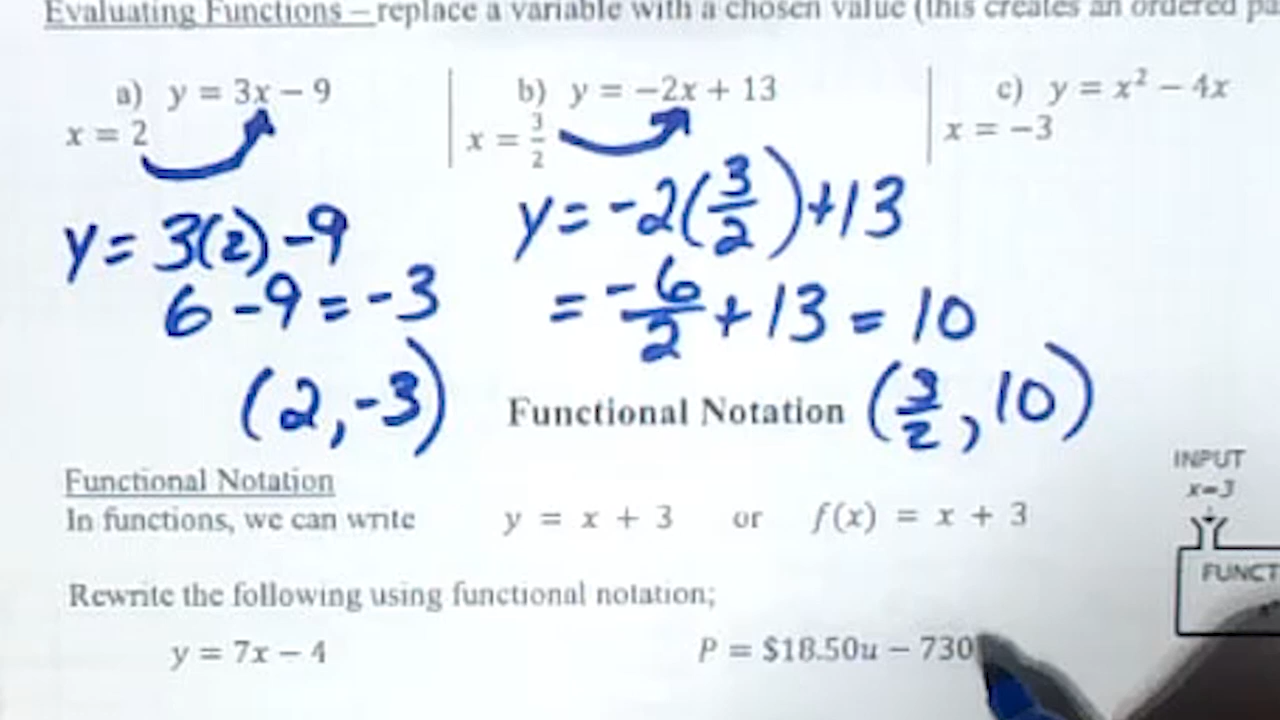 Evaluating Functions – replace a variable with a chosen value (this creates an ordered pa
a) y = 3x – 9
x = 2
y = 3(2) -9
6 -9 = -3
(2, -3)
b) y = –2x + 13
x = 3/2
y = -2(3/2) +13
= -6/2 + 13 = 10
(3/2, 10)
c) y = x² – 4x
x = –3
Functional Notation
Functional Notation
In functions, we can write y = x + 3 or f(x) = x + 3
INPUT
x=3
FUNCT
Rewrite the following using functional notation;
y = 7x – 4
P = $18.50u – 730